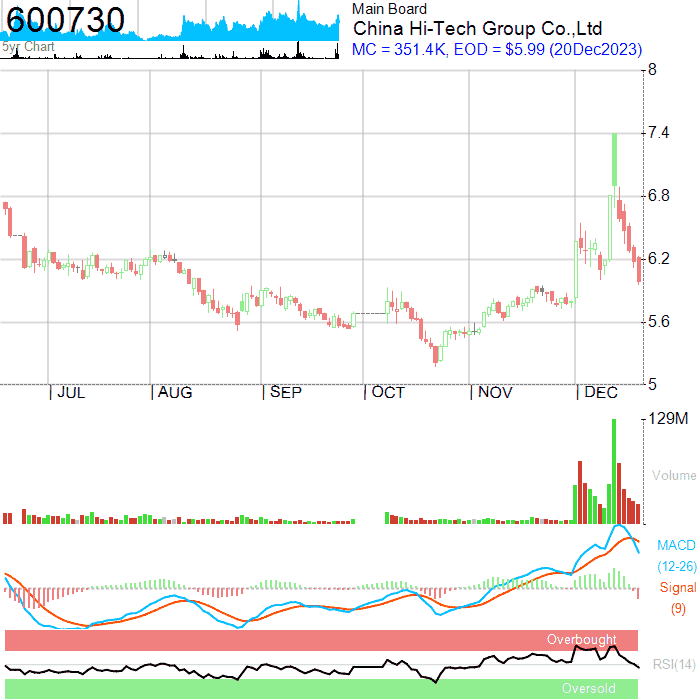 600730
5yr Chart
Main Board
China Hi-Tech Group Co.,Ltd
MC = 351.4K, EOD = $5.99 (20Dec2023)
8
7.4
6.8
6.2
5.6
5
JUL AUG SEP OCT NOV DEC
129M
Volume
MACD
(12-26)
Signal
(9)
Overbought
RSI(14)
Oversold